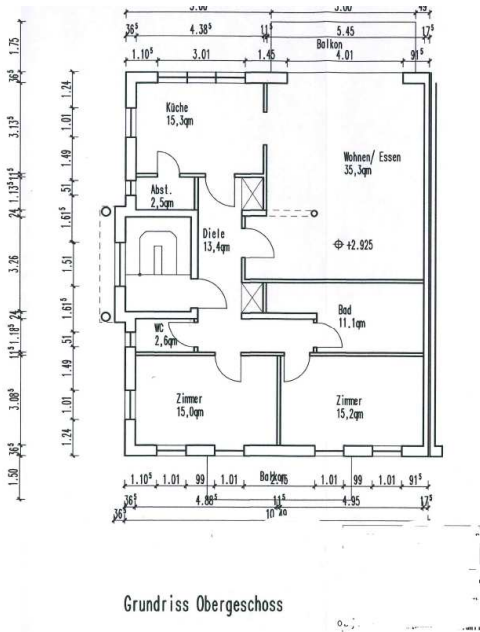 36⁵ 4.38⁵ 11⁵ 5.45 17⁵
Balkon
1.10⁵ 3.01 1.45 4.01 91⁵
1.75
36⁵
3.13⁵
11⁵
1.13⁵
24
3.26
24
1.18⁵
11⁵
3.08⁵
36⁵
1.50
1.24
1.01
1.49
51
1.61⁵
1.51
1.61⁵
51
1.49
1.01
1.24
Küche
15,3qm
Wohnen/ Essen
35,3qm
Abst.
2,5qm
Diele
13,4qm
+2.925
Bad
11.1qm
WC
2,6qm
Zimmer
15,0qm
Zimmer
15,2qm
Balkon
1.10⁵ 1.01 99 1.01 1.01 99 1.01 91⁵
36⁵ 4.88⁵ 11⁵ 4.95 17⁵
36⁵
Grundriss Obergeschoss